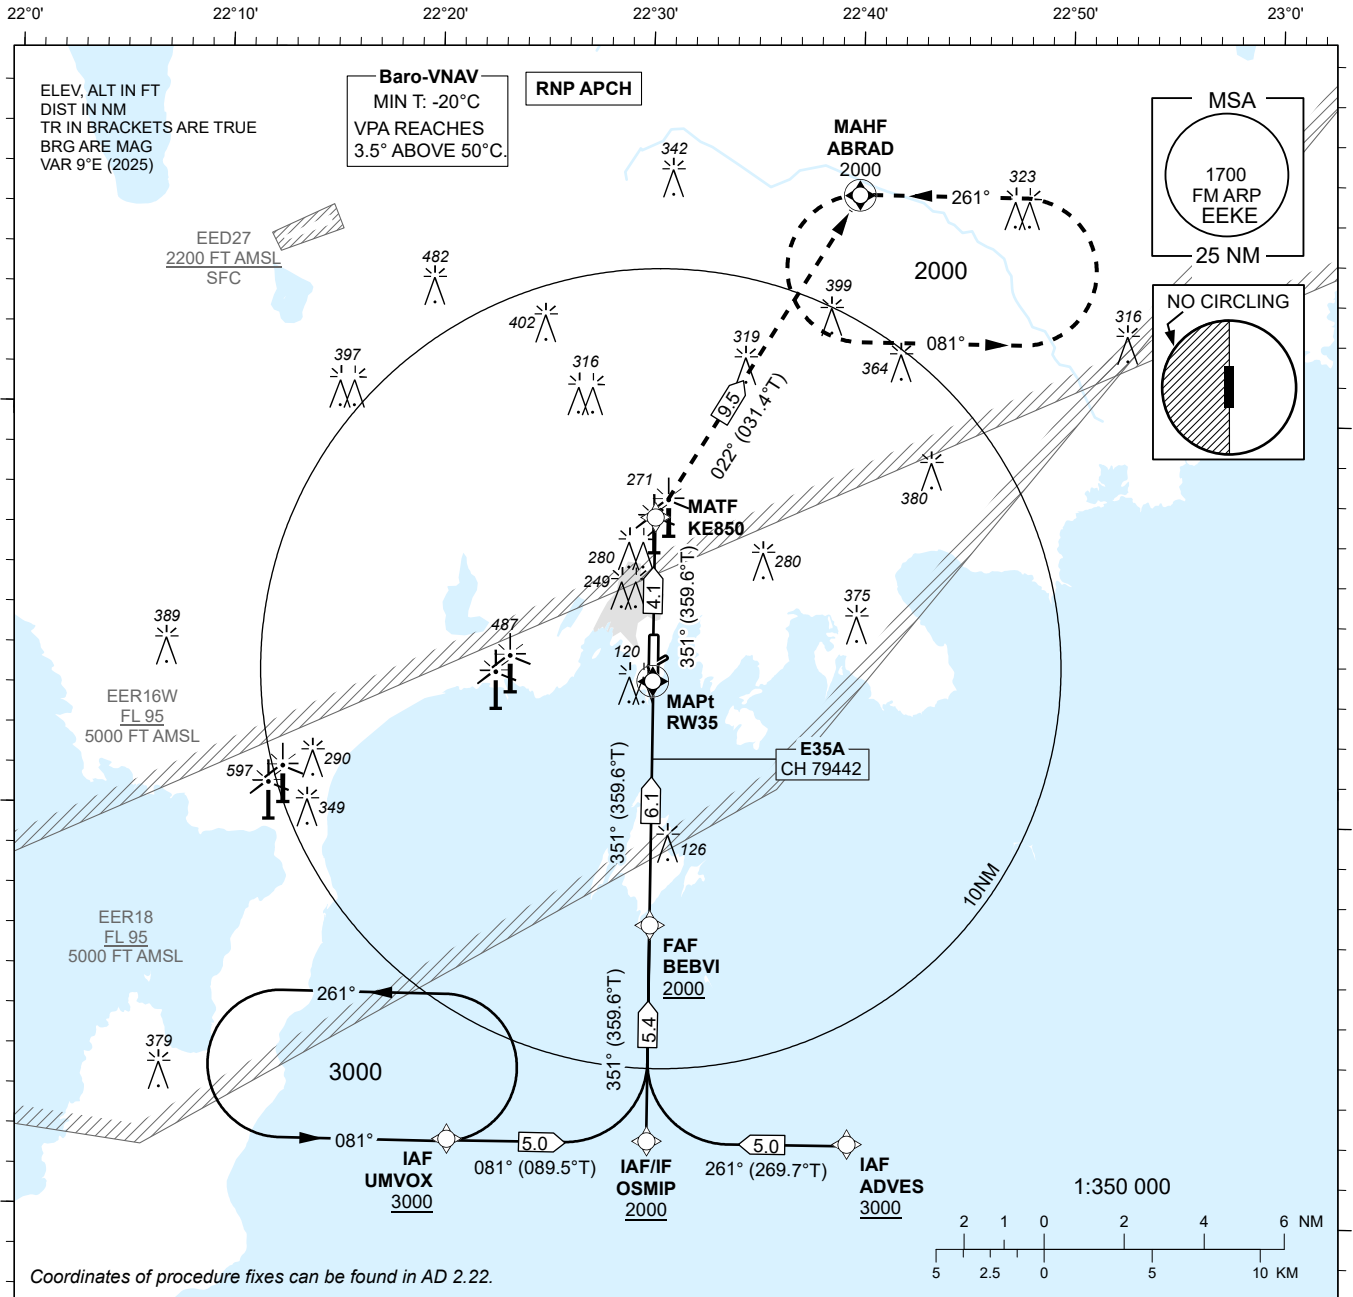 22°0'
22°10'
22°20'
22°30'
22°40'
22°50'
23°0'
ELEV, ALT IN FT
DIST IN NM
TR IN BRACKETS ARE TRUE
BRG ARE MAG
VAR 9°E (2025)
Baro-VNAV
MIN T: -20°C
VPA REACHES
3.5° ABOVE 50°C.
RNP APCH
MSA
1700
FM ARP
EEKE
25 NM
NO CIRCLING
MAHF
ABRAD
2000
342
323
261°
2000
081°
EED27
2200 FT AMSL
SFC
482
402
399
319
316
364
397
316
9.5
022° (031.4°T)
380
271
MATF
KE850
280
249
280
4.1
351° (359.6°T)
375
389
487
120
MAPt
RW35
EER16W
FL 95
5000 FT AMSL
E35A
CH 79442
290
597
349
6.1
351° (359.6°T)
126
10NM
EER18
FL 95
5000 FT AMSL
FAF
BEBVI
2000
261°
379
3000
5.4
351° (359.6°T)
081°
5.0
5.0
081° (089.5°T)
261° (269.7°T)
IAF
UMVOX
3000
IAF/IF
OSMIP
2000
IAF
ADVES
3000
1:350 000
2 1 0 2 4 6 NM
5 2.5 0 5 10 KM
Coordinates of procedure fixes can be found in AD 2.22.